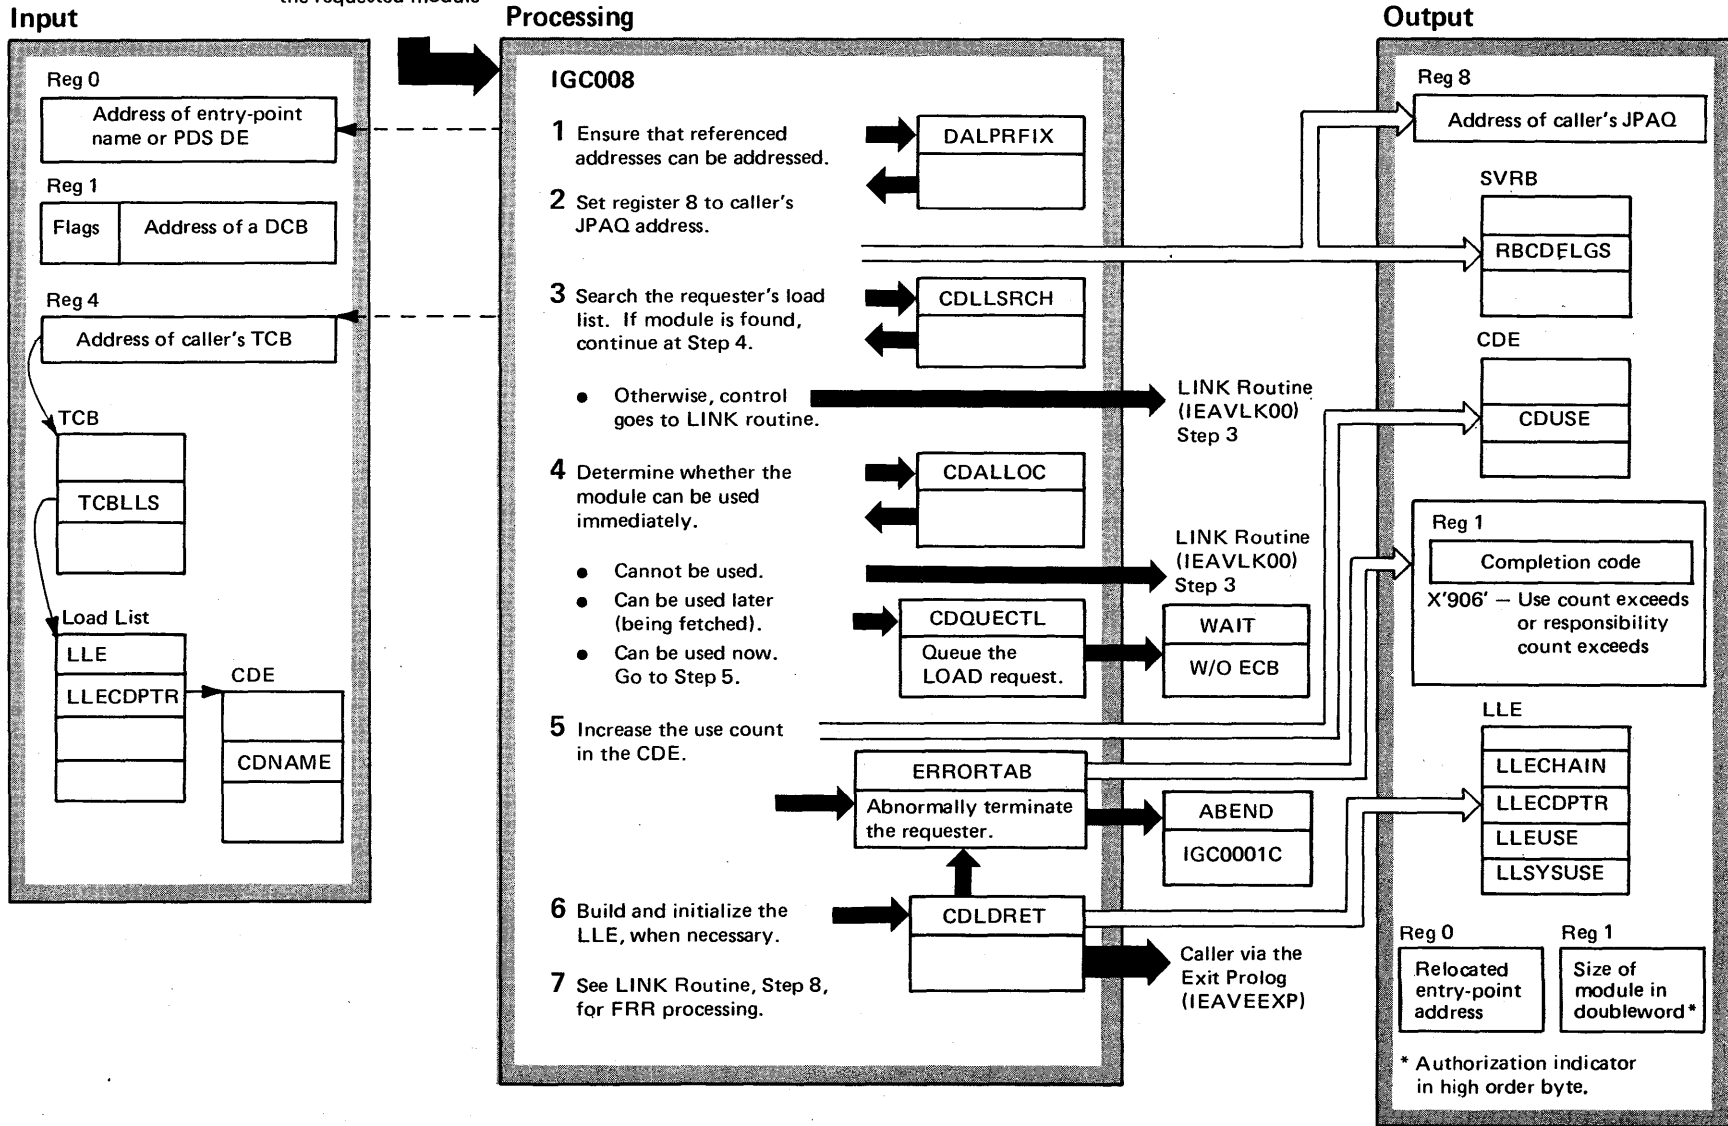 the requested module
Input
Processing
Output
Reg 0
Address of entry-point
name or PDS DE
Reg 1
Flags
Address of a DCB
Reg 4
Address of caller's TCB
TCB
TCBLLS
Load List
LLE
LLECDPTR
CDE
CDNAME
IGC008
1 Ensure that referenced
addresses can be addressed.
DALPRFIX
2 Set register 8 to caller's
JPAQ address.
3 Search the requester's load
list. If module is found,
continue at Step 4.
CDLLSRCH
• Otherwise, control
goes to LINK routine.
LINK Routine
(IEAVLK00)
Step 3
4 Determine whether the
module can be used
immediately.
CDALLOC
• Cannot be used.
LINK Routine
(IEAVLK00)
Step 3
• Can be used later
(being fetched).
CDQUECTL
Queue the
LOAD request.
WAIT
W/O ECB
• Can be used now.
Go to Step 5.
5 Increase the use count
in the CDE.
ERRORTAB
Abnormally terminate
the requester.
ABEND
IGC0001C
6 Build and initialize the
LLE, when necessary.
CDLDRET
Caller via the
Exit Prolog
(IEAVEEXP)
7 See LINK Routine, Step 8,
for FRR processing.
Reg 8
Address of caller's JPAQ
SVRB
RBCDFLGS
CDE
CDUSE
Reg 1
Completion code
X'906' — Use count exceeds
or responsibility
count exceeds
LLE
LLECHAIN
LLECDPTR
LLEUSE
LLSYSUSE
Reg 0
Relocated
entry-point
address
Reg 1
Size of
module in
doubleword*
* Authorization indicator
in high order byte.